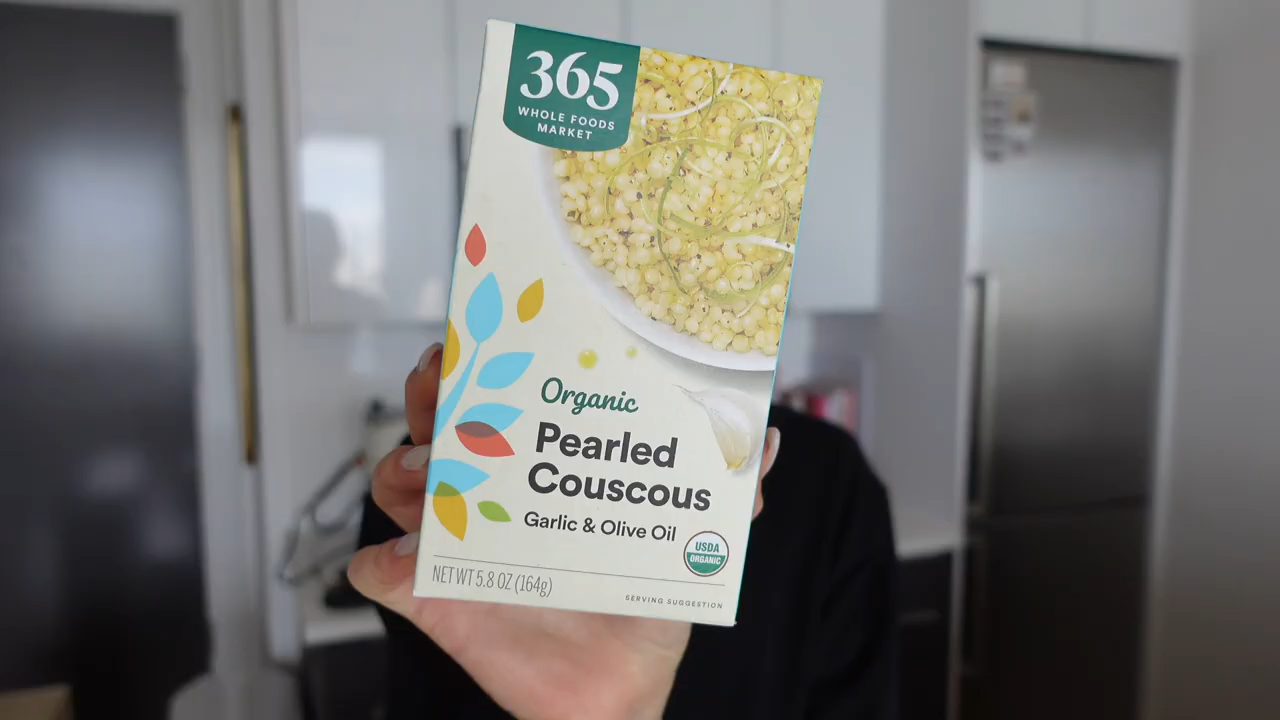 365
WHOLE FOODS
MARKET
Organic
Pearled
Couscous
Garlic & Olive Oil
USDA
ORGANIC
NET WT 5.8 OZ (164g)
SERVING SUGGESTION